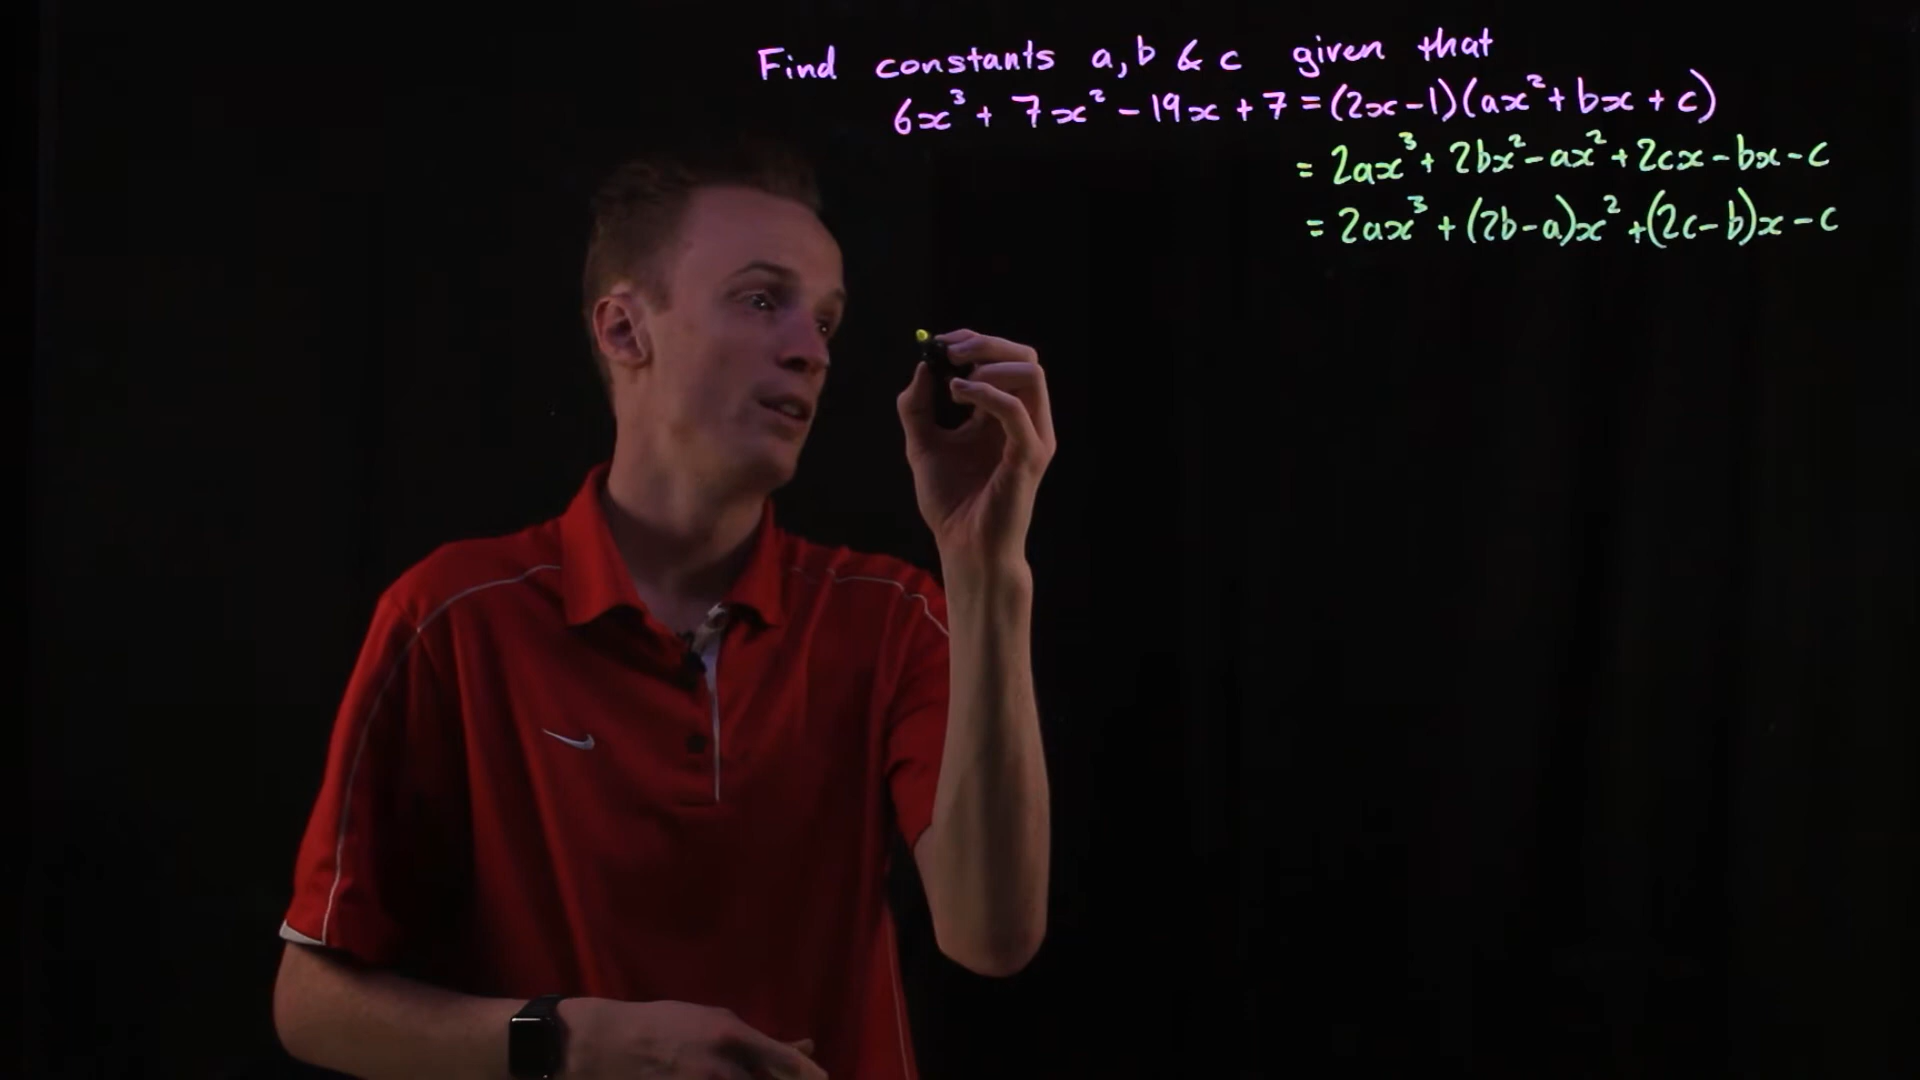 Find constants a, b & c given that
6x³ + 7x² - 19x + 7 = (2x - 1)(ax² + bx + c)
= 2ax³ + 2bx² - ax² + 2cx - bx - c
= 2ax³ + (2b - a)x² + (2c - b)x - c